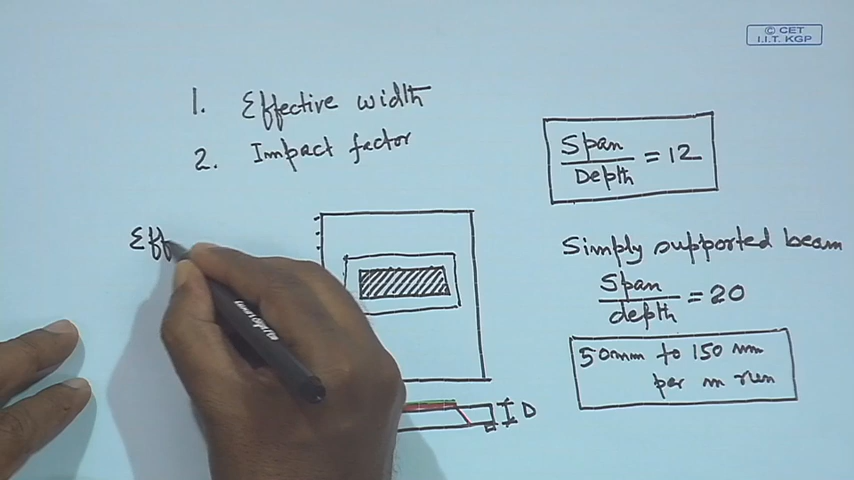 © CET
I.I.T. KGP
1. Effective width
2. Impact factor
Span
Depth
= 12
Eff
Simply supported beam
Span
depth
= 20
50mm to 150 mm
per m run
D